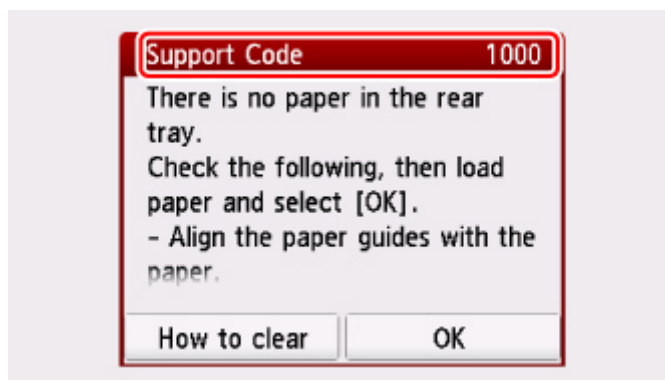 Support Code 1000
There is no paper in the rear
tray.
Check the following, then load
paper and select [OK].
- Align the paper guides with the
paper.
How to clear OK